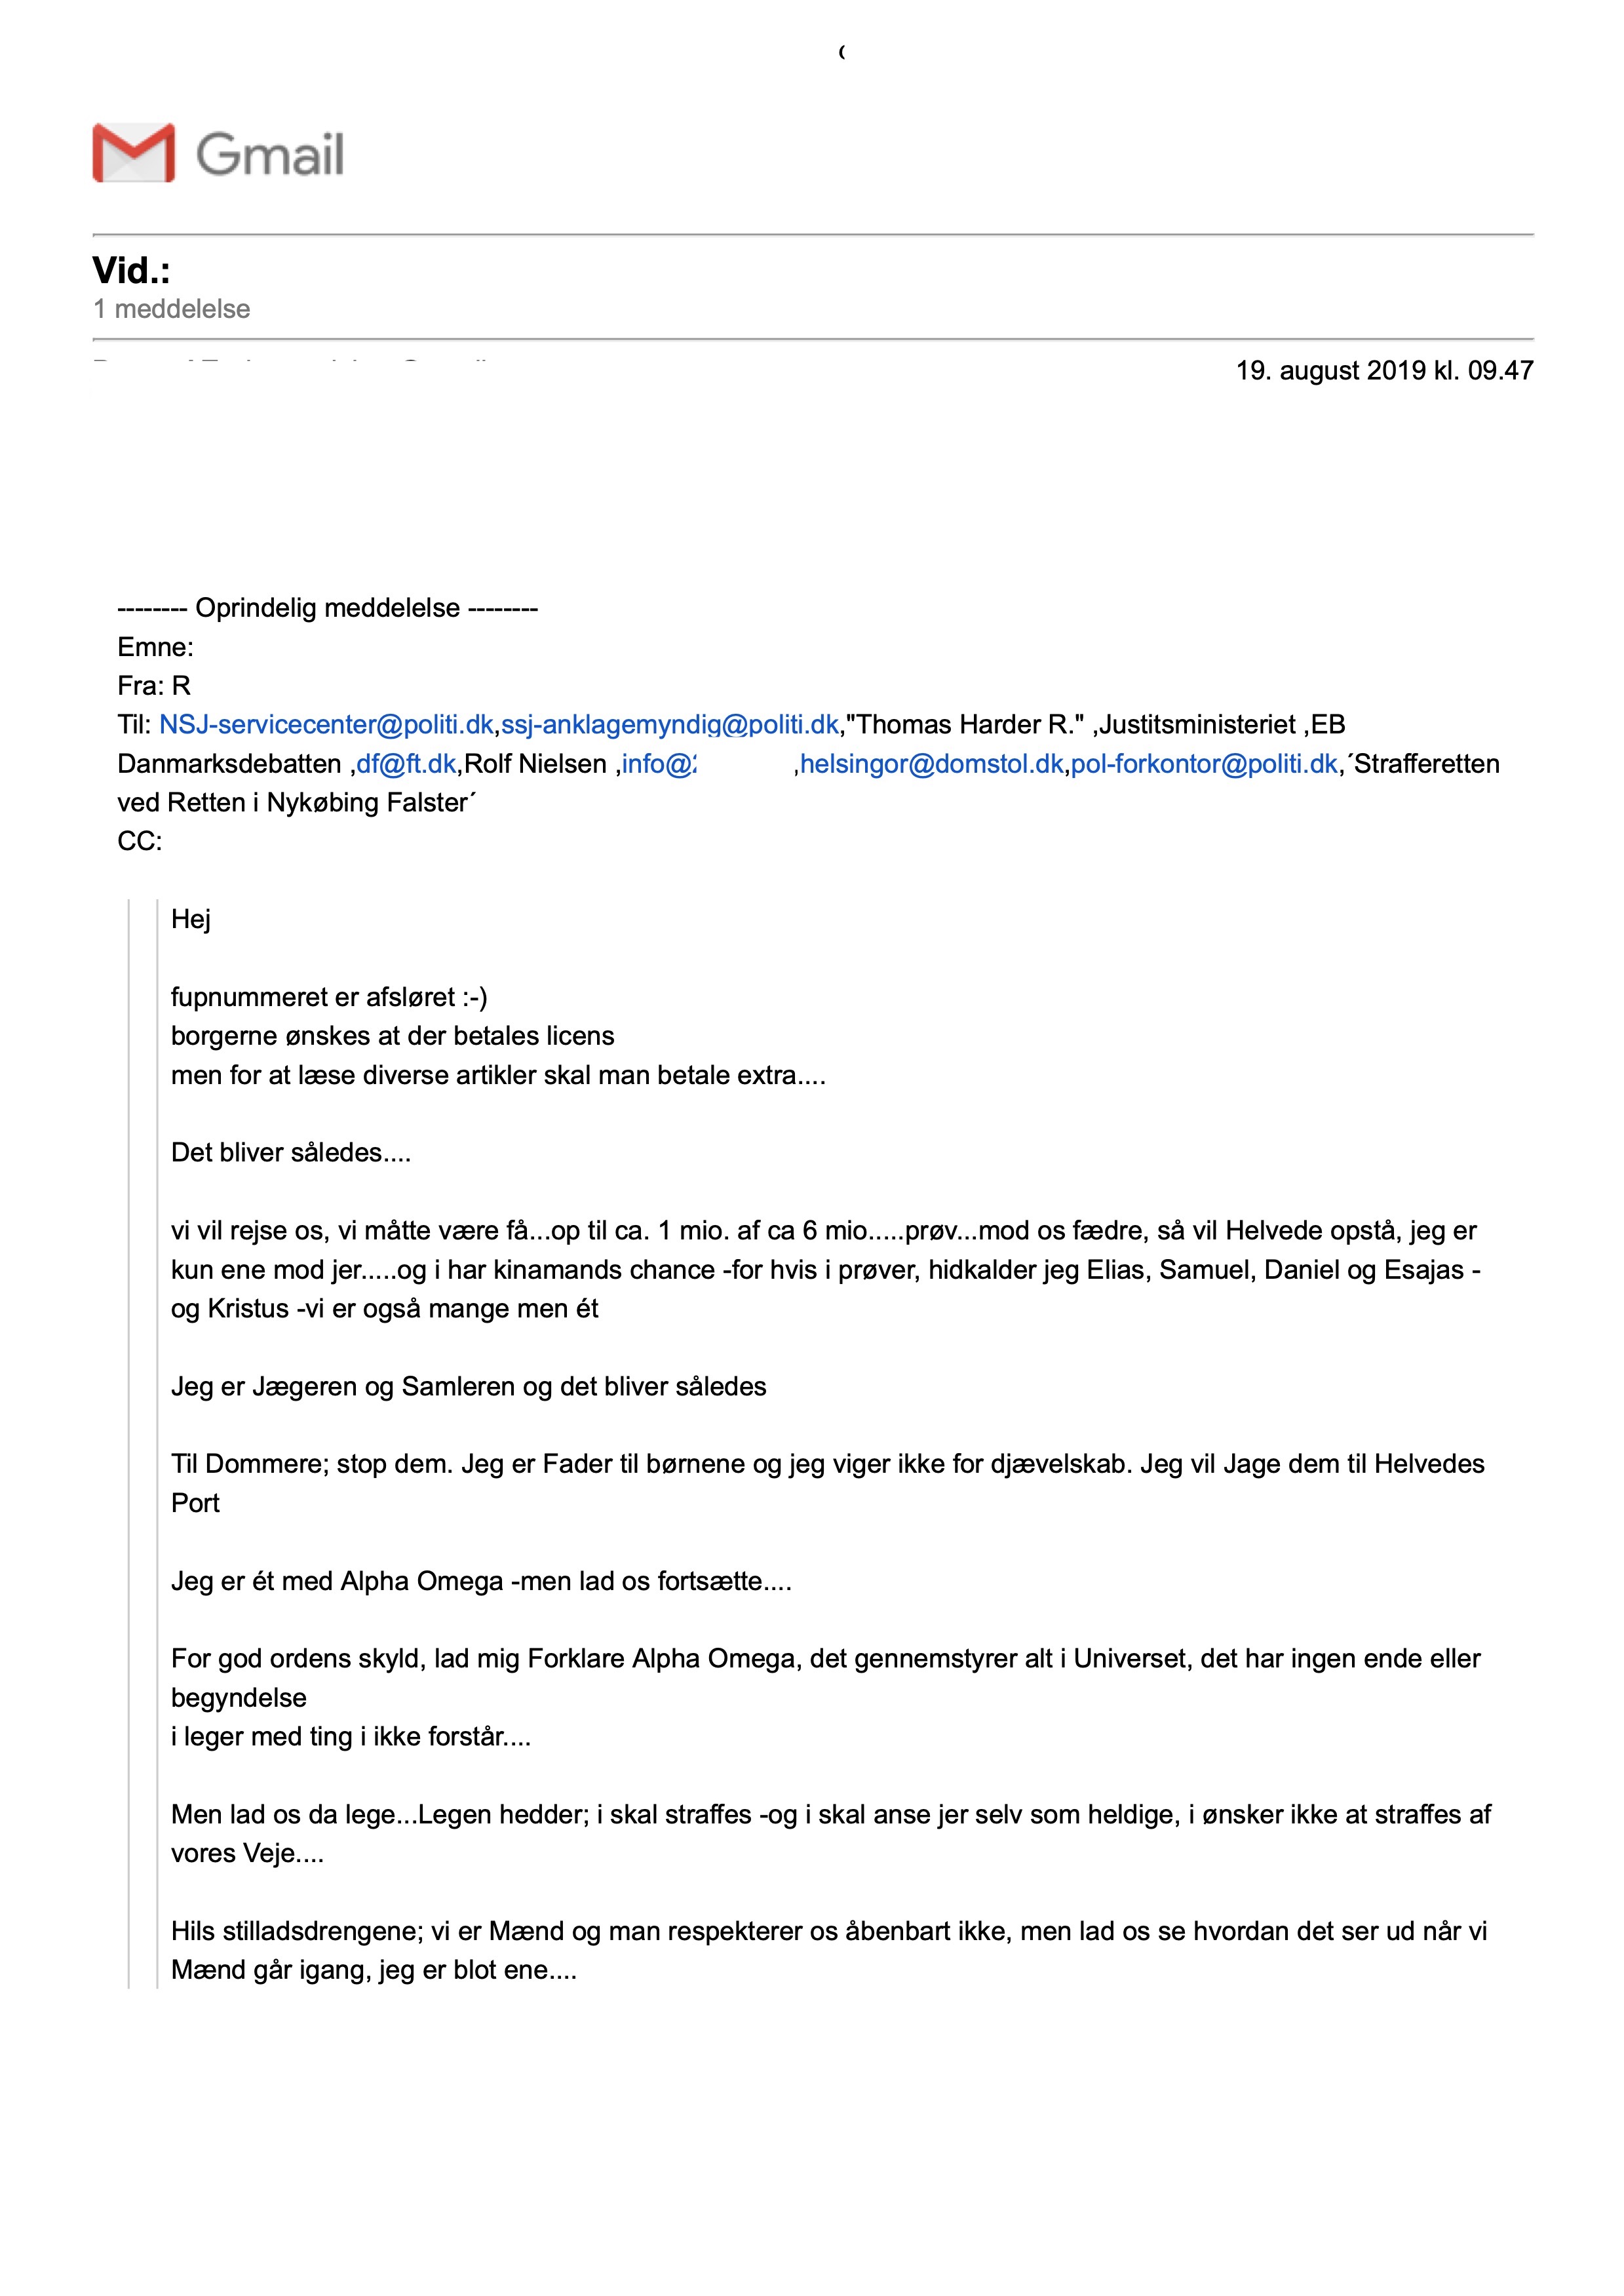 Gmail
Vid.:
1 meddelelse
19. august 2019 kl. 09.47
-------- Oprindelig meddelelse --------
Emne:
Fra: R
Til: NSJ-servicecenter@politi.dk,ssj-anklagemyndig@politi.dk,"Thomas Harder R." ,Justitsministeriet ,EB
Danmarksdebatten ,df@ft.dk,Rolf Nielsen ,info@ ,helsingor@domstol.dk,pol-forkontor@politi.dk,´Strafferetten
ved Retten i Nykøbing Falster´
CC:
Hej
fupnummeret er afsløret :-)
borgerne ønskes at der betales licens
men for at læse diverse artikler skal man betale extra....
Det bliver således....
vi vil rejse os, vi måtte være få...op til ca. 1 mio. af ca 6 mio.....prøv...mod os fædre, så vil Helvede opstå, jeg er
kun ene mod jer.....og i har kinamands chance -for hvis i prøver, hidkalder jeg Elias, Samuel, Daniel og Esajas -
og Kristus -vi er også mange men ét
Jeg er Jægeren og Samleren og det bliver således
Til Dommere; stop dem. Jeg er Fader til børnene og jeg viger ikke for djævelskab. Jeg vil Jage dem til Helvedes
Port
Jeg er ét med Alpha Omega -men lad os fortsætte....
For god ordens skyld, lad mig Forklare Alpha Omega, det gennemstyrer alt i Universet, det har ingen ende eller
begyndelse
i leger med ting i ikke forstår....
Men lad os da lege...Legen hedder; i skal straffes -og i skal anse jer selv som heldige, i ønsker ikke at straffes af
vores Veje....
Hils stilladsdrengene; vi er Mænd og man respekterer os åbenbart ikke, men lad os se hvordan det ser ud når vi
Mænd går igang, jeg er blot ene....